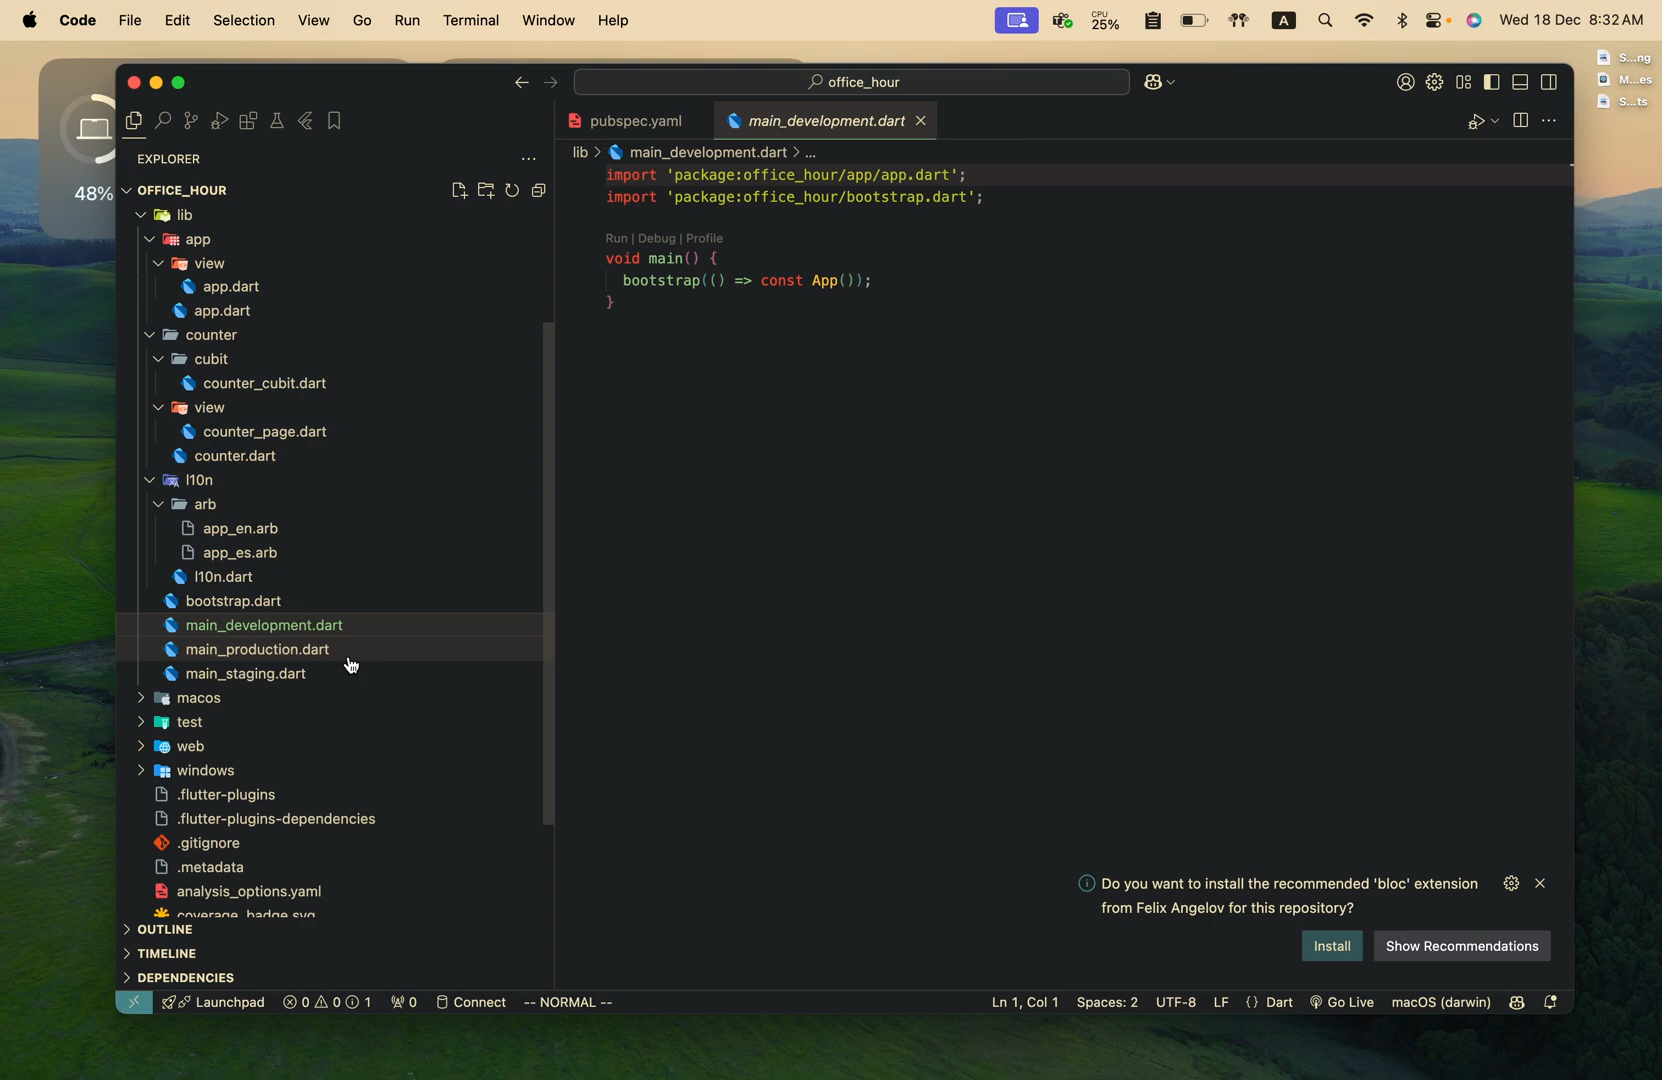 Code File Edit Selection View Go Run Terminal Window Help
CPU 25% A Wed 18 Dec 8:32 AM
S...ng
M...es
S...ts
48%
office_hour
EXPLORER
OFFICE_HOUR
lib
app
view
app.dart
app.dart
counter
cubit
counter_cubit.dart
view
counter_page.dart
counter.dart
l10n
arb
app_en.arb
app_es.arb
l10n.dart
bootstrap.dart
main_development.dart
main_production.dart
main_staging.dart
macos
test
web
windows
.flutter-plugins
.flutter-plugins-dependencies
.gitignore
.metadata
analysis_options.yaml
coverage_badge.svg
OUTLINE
TIMELINE
DEPENDENCIES
pubspec.yaml main_development.dart
lib > main_development.dart > ...
import 'package:office_hour/app/app.dart';
import 'package:office_hour/bootstrap.dart';
Run | Debug | Profile
void main() {
bootstrap(() => const App());
}
Do you want to install the recommended 'bloc' extension
from Felix Angelov for this repository?
Install Show Recommendations
Launchpad 0 0 1 0 Connect -- NORMAL -- Ln 1, Col 1 Spaces: 2 UTF-8 LF {} Dart Go Live macOS (darwin)